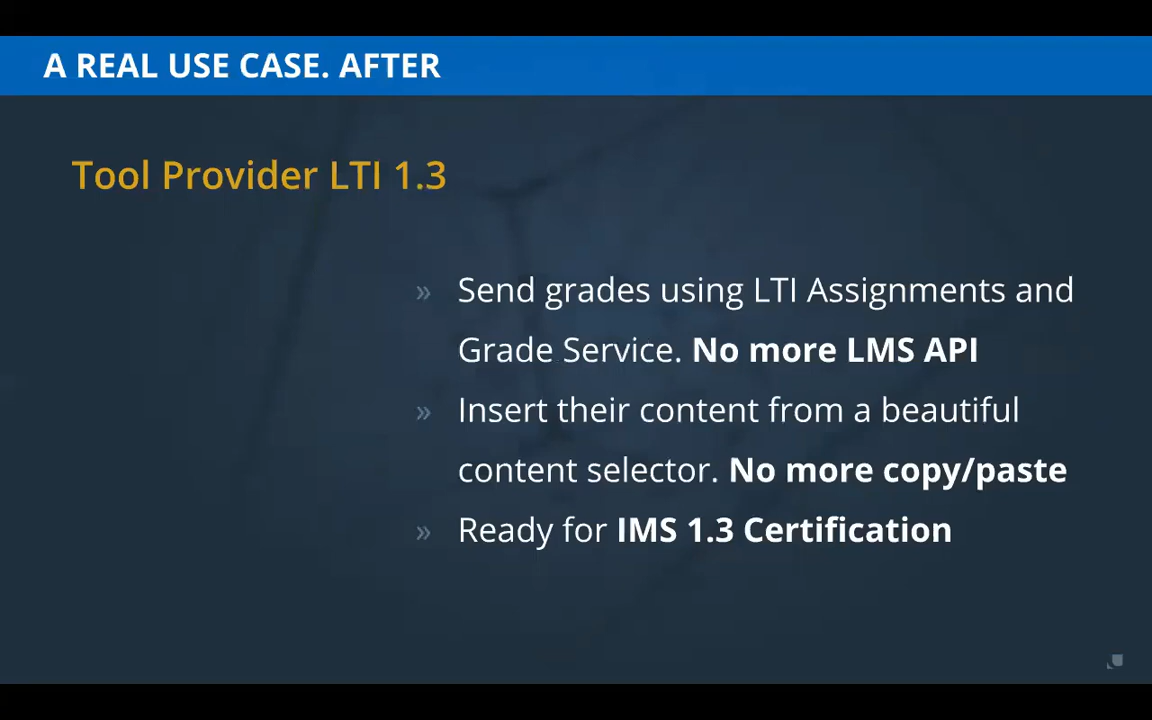 A REAL USE CASE. AFTER
Tool Provider LTI 1.3
» Send grades using LTI Assignments and
Grade Service. No more LMS API
» Insert their content from a beautiful
content selector. No more copy/paste
» Ready for IMS 1.3 Certification